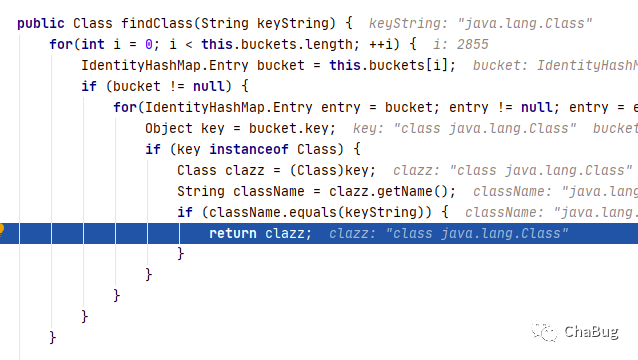 public Class findClass(String keyString) {  keyString: "java.lang.Class"
for(int i = 0; i < this.buckets.length; ++i) {  i: 2855
IdentityHashMap.Entry bucket = this.buckets[i];  bucket: IdentityHashM
if (bucket != null) {
for(IdentityHashMap.Entry entry = bucket; entry != null; entry = e
Object key = bucket.key;  key: "class java.lang.Class"  bucket
if (key instanceof Class) {
Class clazz = (Class)key;  clazz: "class java.lang.Class"
String className = clazz.getName();  className: "java.lang
if (className.equals(keyString)) {  className: "java.
return clazz;  clazz: "class java.lang.Class"
}
}
}
}
}
ChaBug